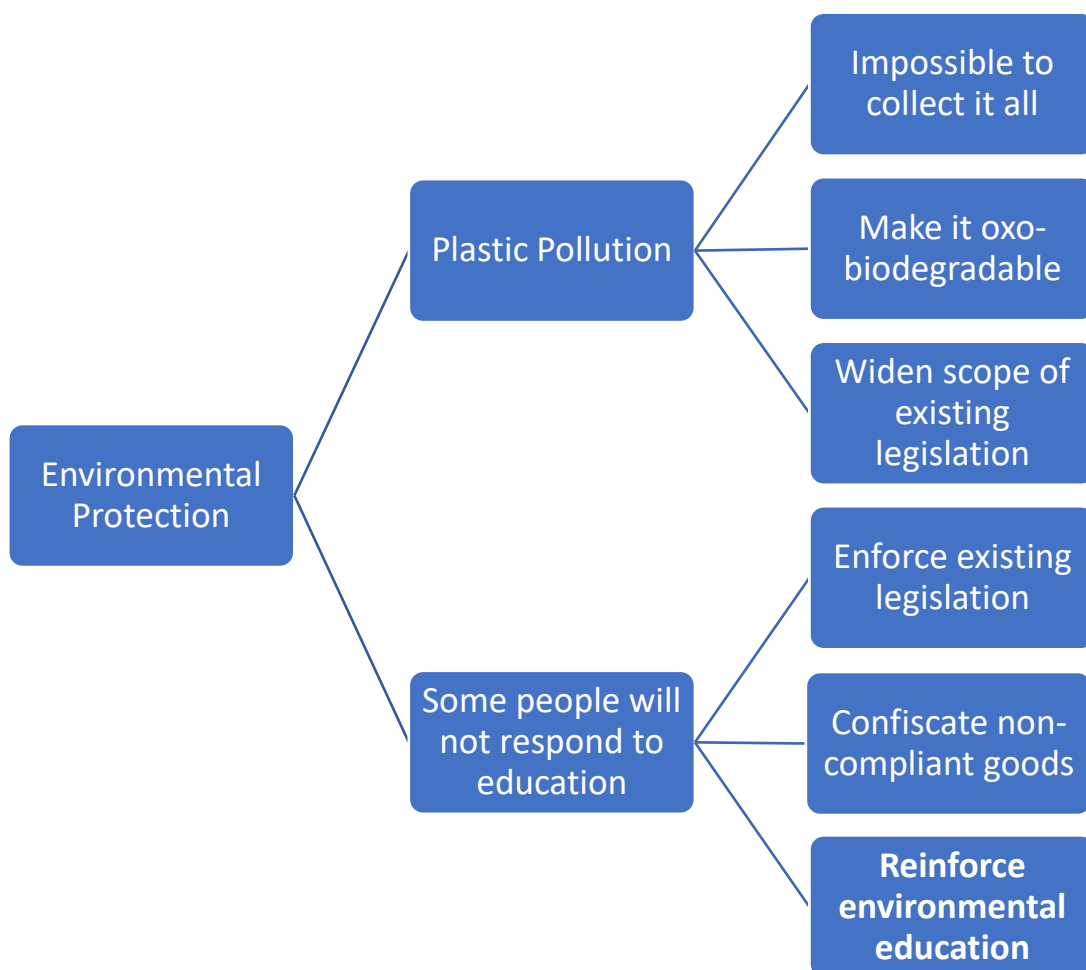 Impossible to
collect it all
Plastic Pollution
Make it oxo-
biodegradable
Widen scope of
existing
legislation
Environmental
Protection
Enforce existing
legislation
Some people will
not respond to
education
Confiscate non-
compliant goods
Reinforce
environmental
education